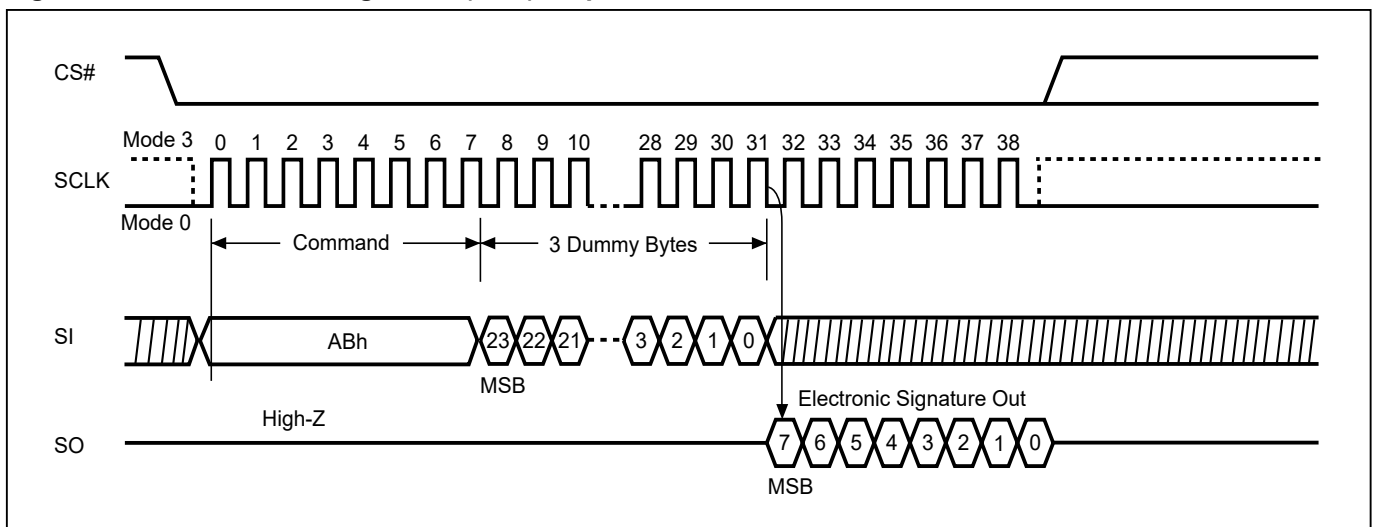 CS#
Mode 3 0 1 2 3 4 5 6 7 8 9 10 28 29 30 31 32 33 34 35 36 37 38
SCLK
Mode 0
Command 3 Dummy Bytes
SI ABh 23 22 21 3 2 1 0
MSB
Electronic Signature Out
High-Z
SO 7 6 5 4 3 2 1 0
MSB